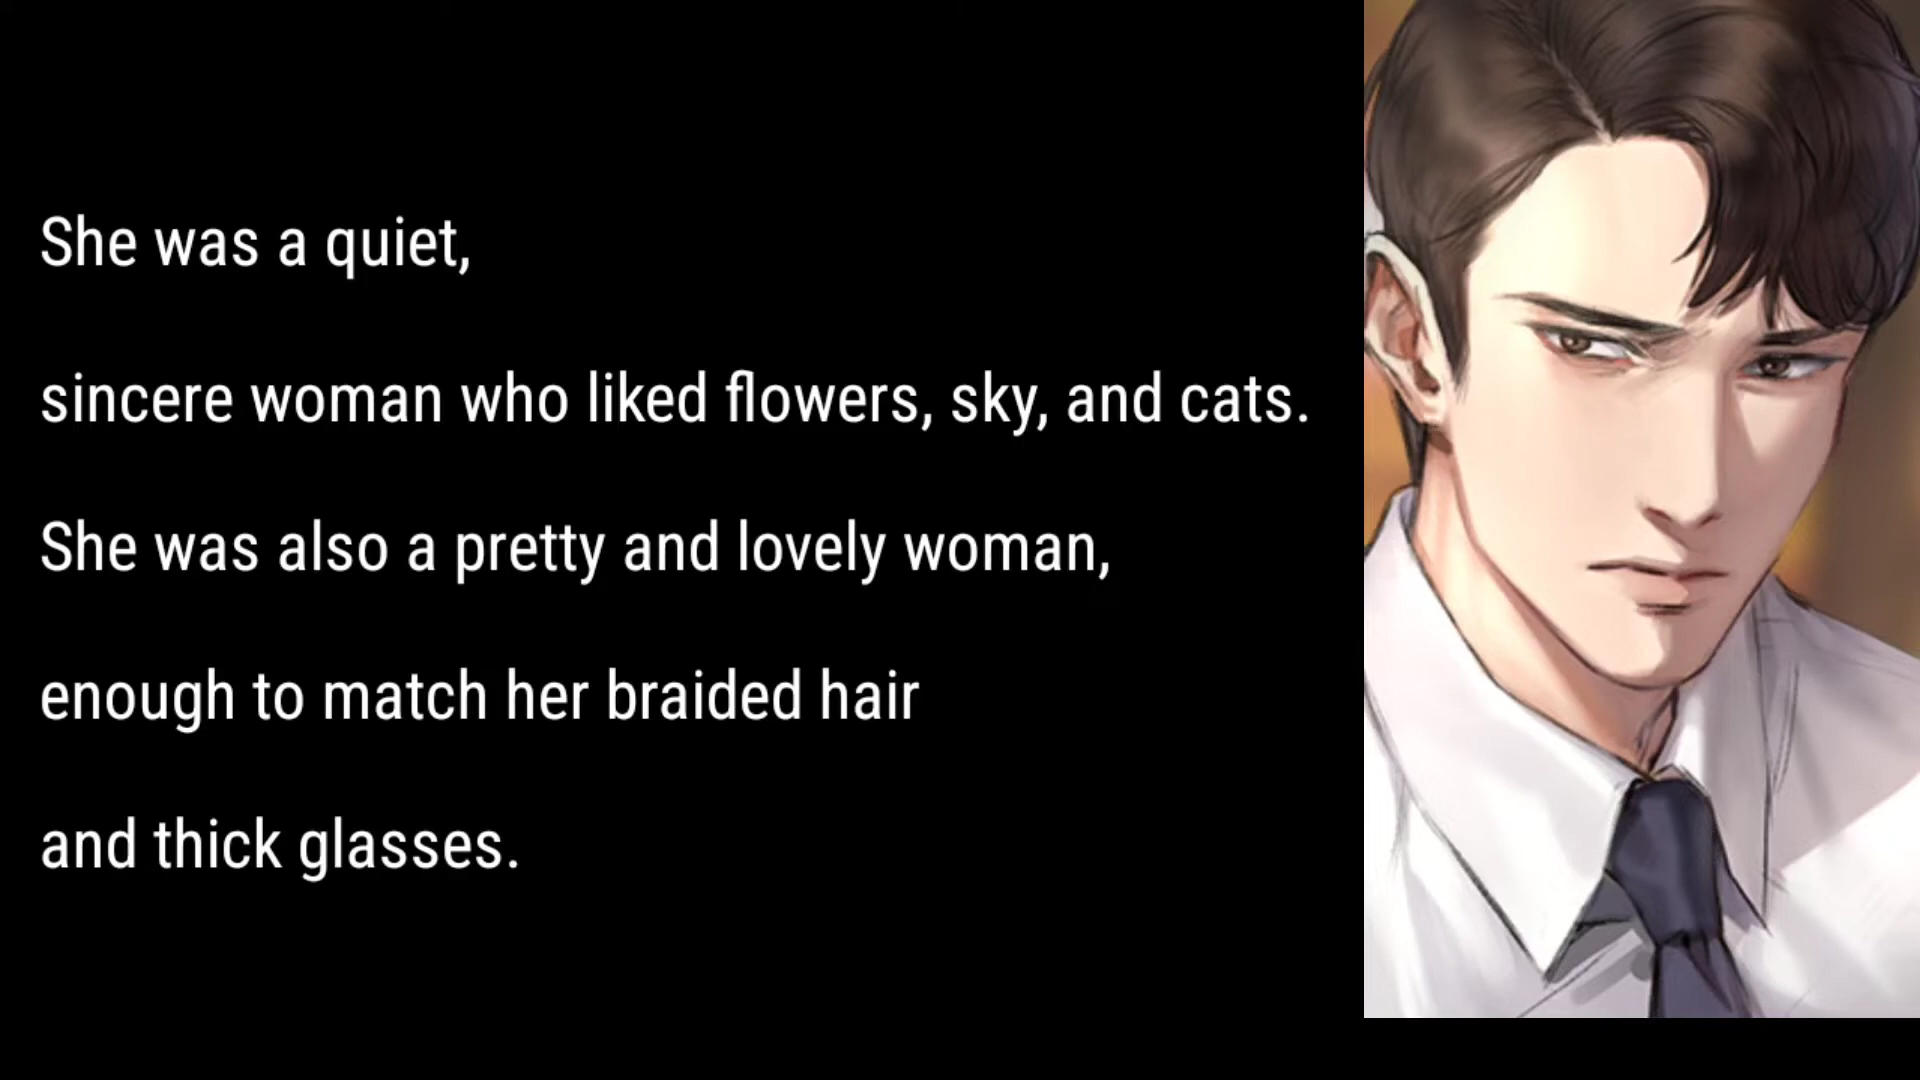 She was a quiet,
sincere woman who liked flowers, sky, and cats.
She was also a pretty and lovely woman,
enough to match her braided hair
and thick glasses.